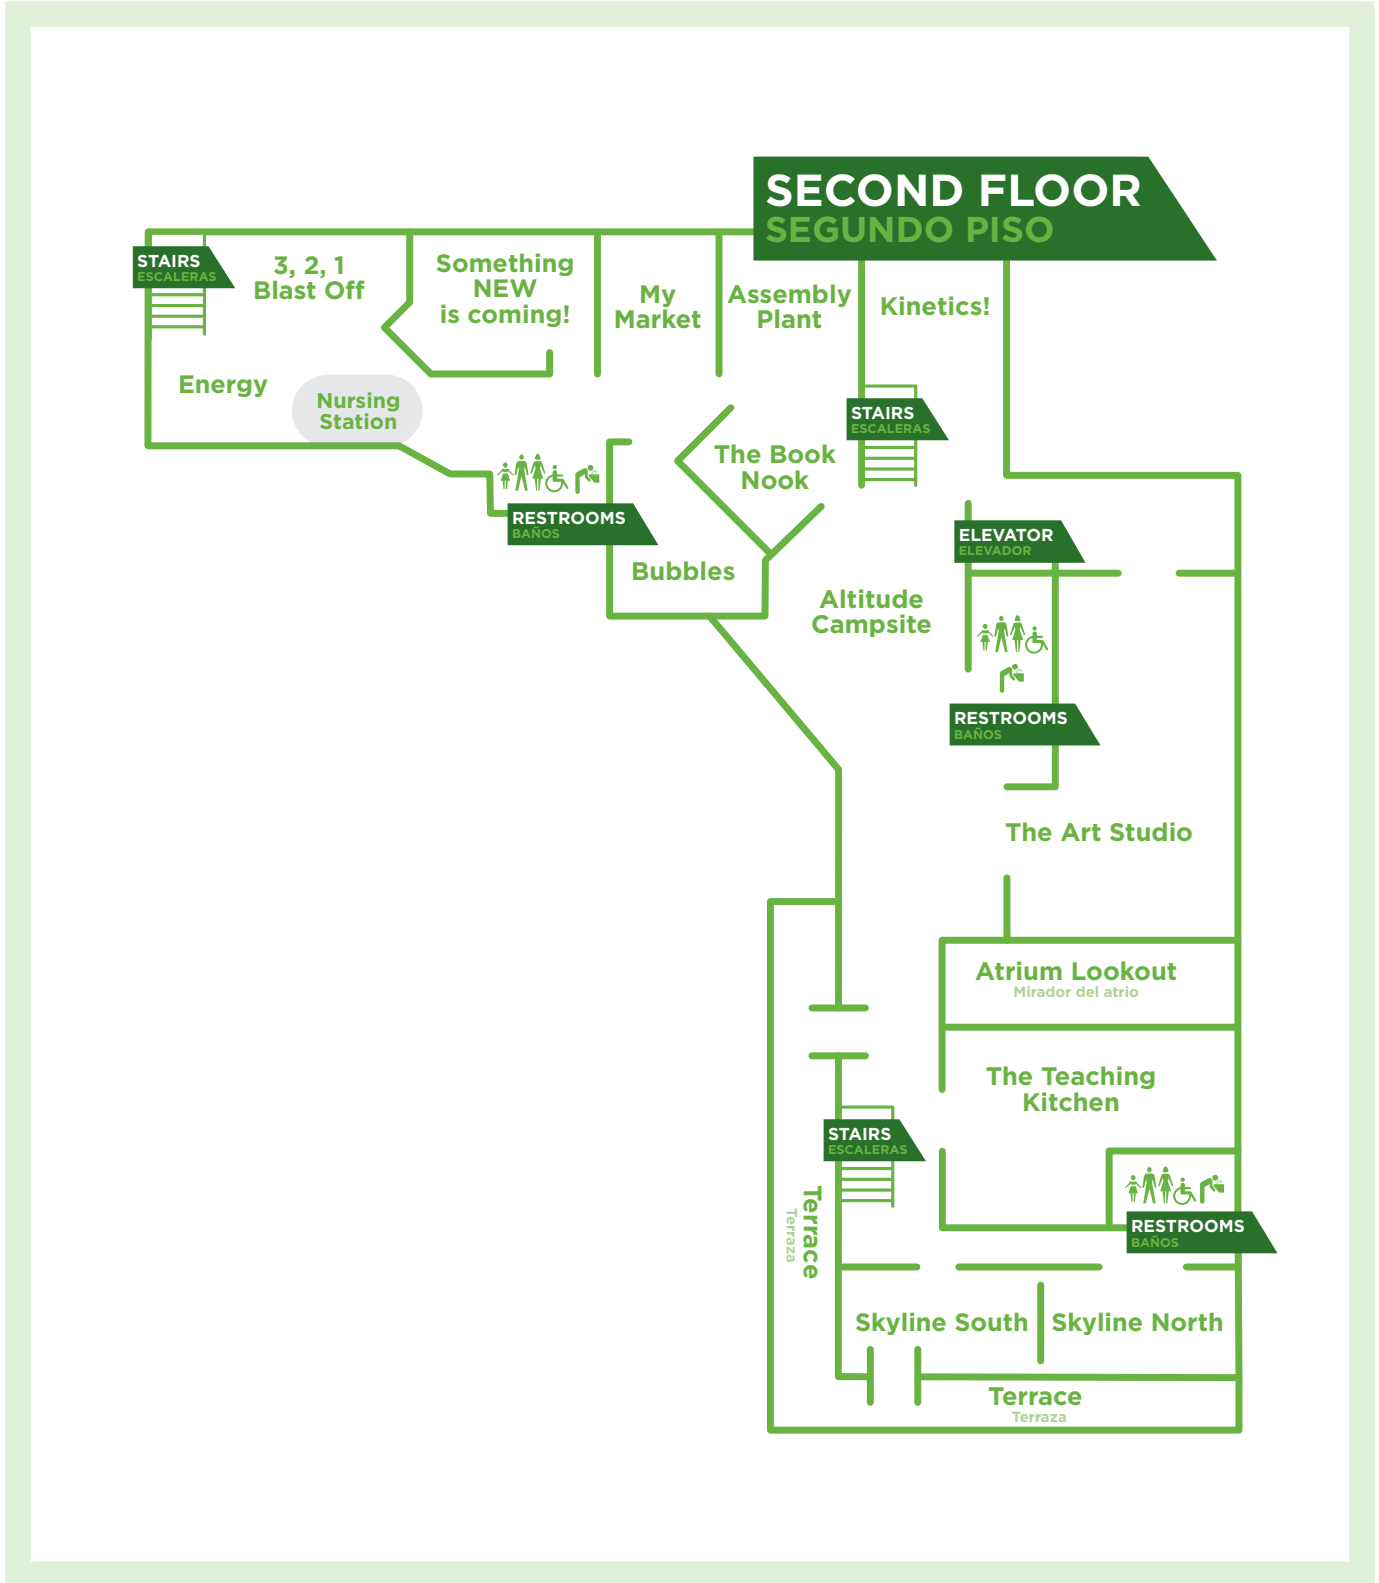 SECOND FLOOR
SEGUNDO PISO
STAIRS
ESCALERAS
3, 2, 1
Blast Off
Something
NEW
is coming!
My
Market
Assembly
Plant
Kinetics!
Energy
Nursing
Station
STAIRS
ESCALERAS
The Book
Nook
RESTROOMS
BAÑOS
ELEVATOR
ELEVADOR
Bubbles
Altitude
Campsite
RESTROOMS
BAÑOS
The Art Studio
Atrium Lookout
Mirador del atrio
The Teaching
Kitchen
STAIRS
ESCALERAS
Terrace
Terraza
RESTROOMS
BAÑOS
Skyline South
Skyline North
Terrace
Terraza